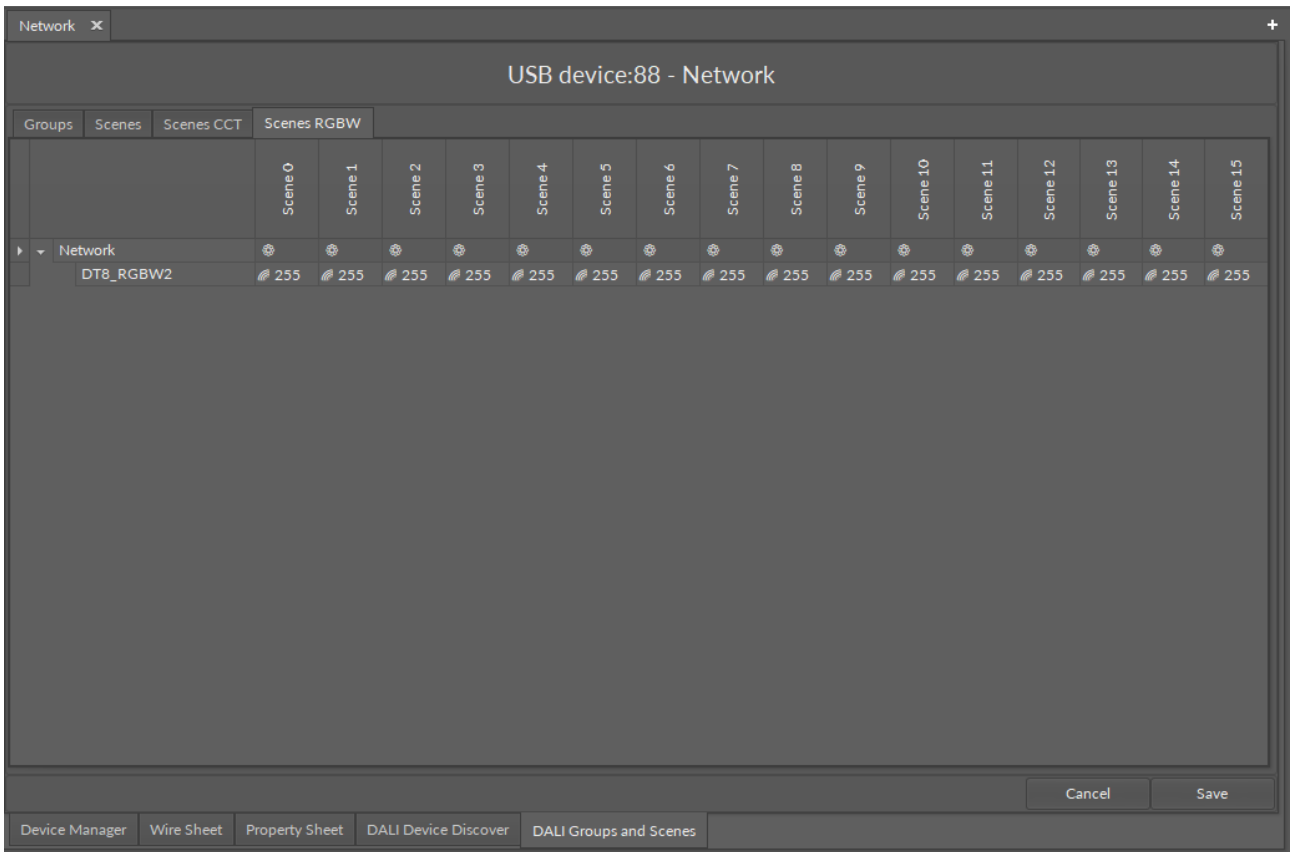 Network
USB device:88 - Network
Groups Scenes Scenes CCT Scenes RGBW
Scene 0 Scene 1 Scene 2 Scene 3 Scene 4 Scene 5 Scene 6 Scene 7 Scene 8 Scene 9 Scene 10 Scene 11 Scene 12 Scene 13 Scene 14 Scene 15
Network
DT8_RGBW2 255 255 255 255 255 255 255 255 255 255 255 255 255 255 255 255
Cancel Save
Device Manager Wire Sheet Property Sheet DALI Device Discover DALI Groups and Scenes